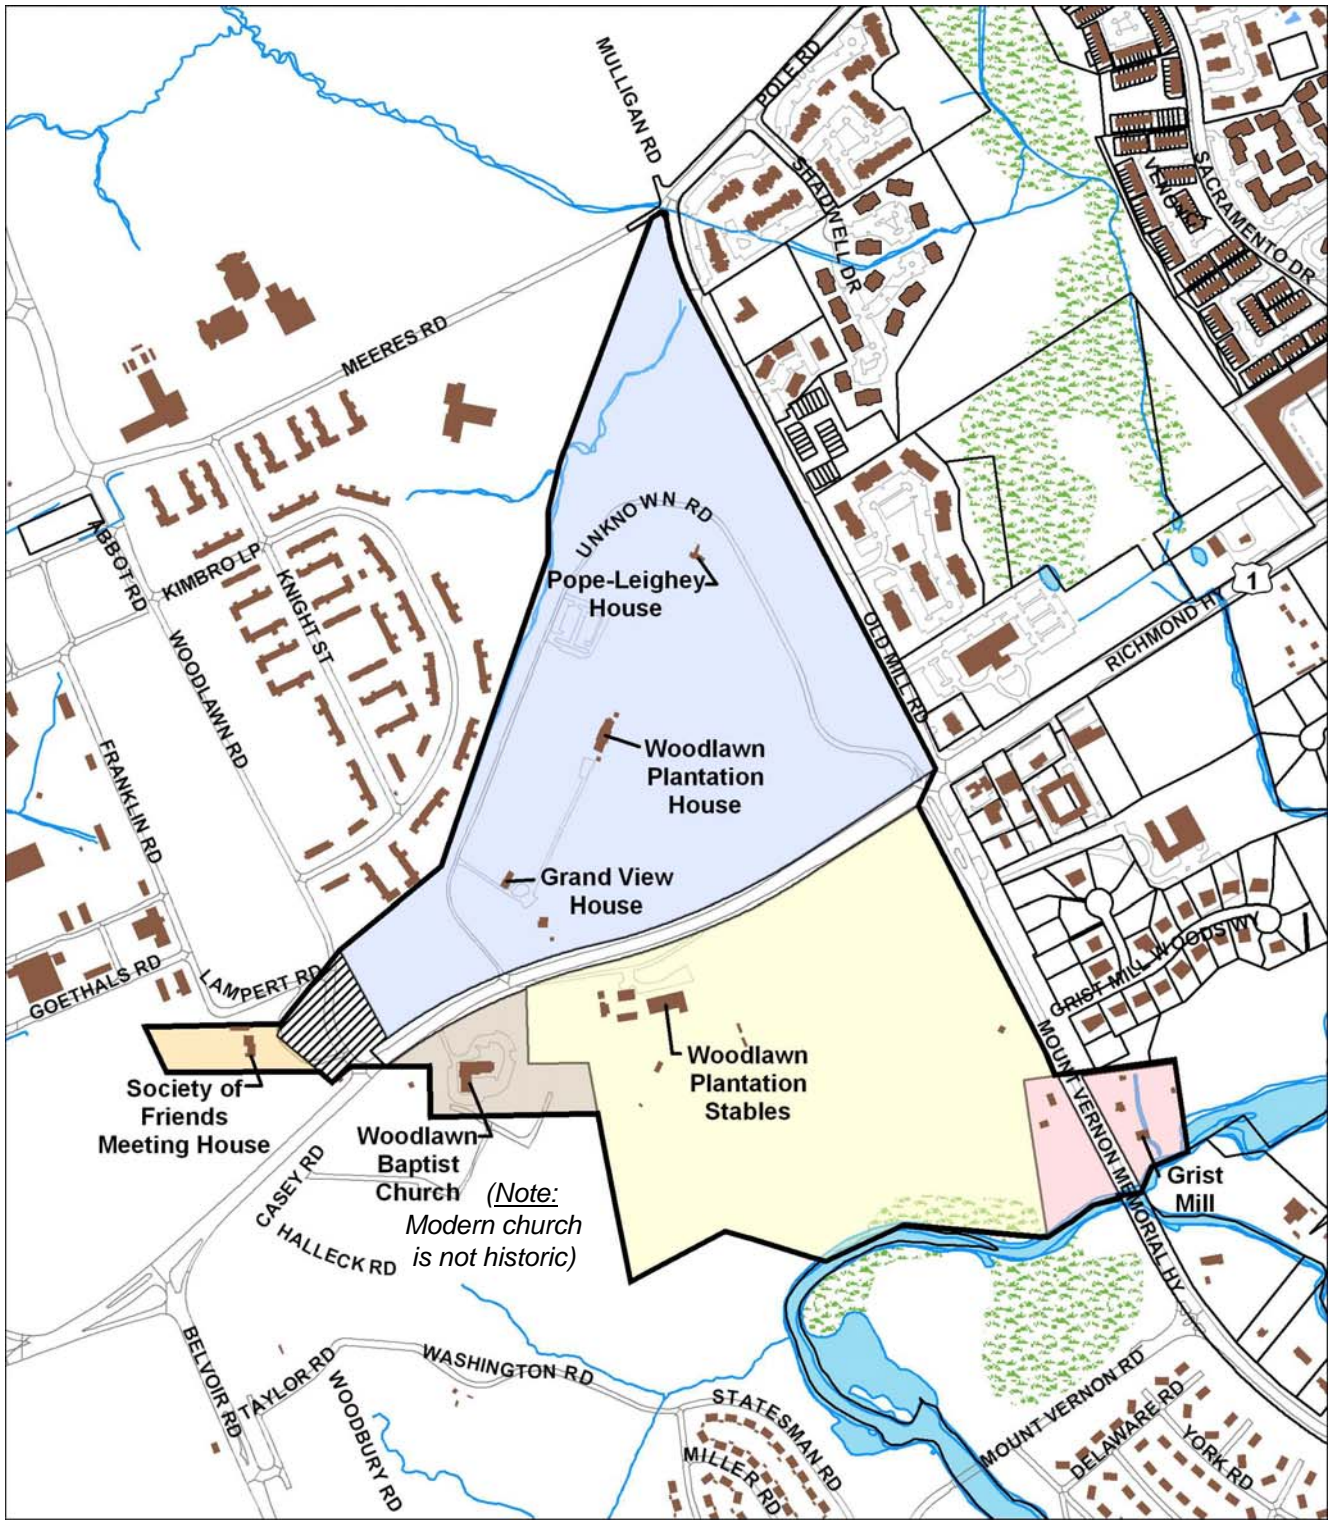 MULLIGAN RD
POLE RD
SHADWELL DR
SACRAMENTO DR
MEERES RD
UNKNOWN RD
Pope-Leighey
House
ABBOT RD
KIMBRO LP
KNIGHT ST
WOODLAWN RD
OLD MILL RD
RICHMOND HY
1
FRANKLIN RD
Woodlawn
Plantation
House
Grand View
House
GOETHALS RD
LAMPERT RD
GRIST MILL WOODS WY
Woodlawn
Plantation
Stables
Society of
Friends
Meeting House
MOUNT VERNON MEMORIAL HY
Woodlawn
Baptist
Church
(Note:
Modern church
is not historic)
Grist
Mill
CASEY RD
HALLECK RD
BELVOIR RD
TAYLOR RD
WOODBURY RD
WASHINGTON RD
STATESMAN RD
MILLER RD
MOUNT VERNON RD
DELAWARE RD
YORK RD